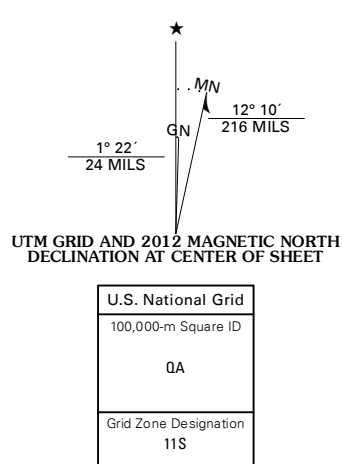 ★
MN
GN
12° 10´
216 MILS
1° 22´
24 MILS
UTM GRID AND 2012 MAGNETIC NORTH
DECLINATION AT CENTER OF SHEET
U.S. National Grid
100,000-m Square ID
QA
Grid Zone Designation
11S